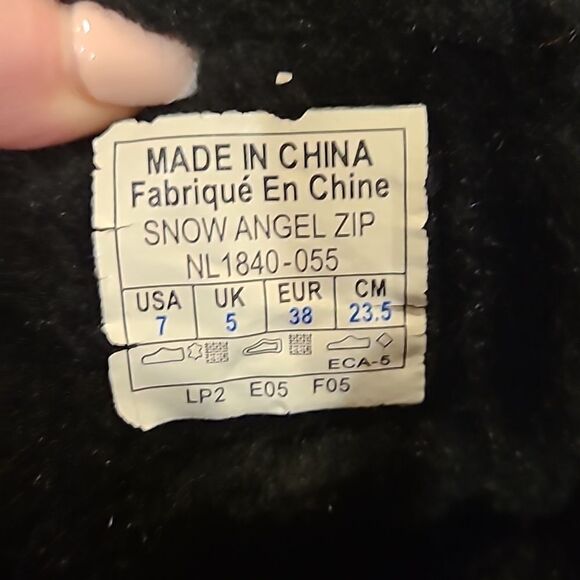 MADE IN CHINA
Fabriqué En Chine
SNOW ANGEL ZIP
NL1840-055
USA UK EUR CM
7 5 38 23.5
ECA-5
LP2 E05 F05